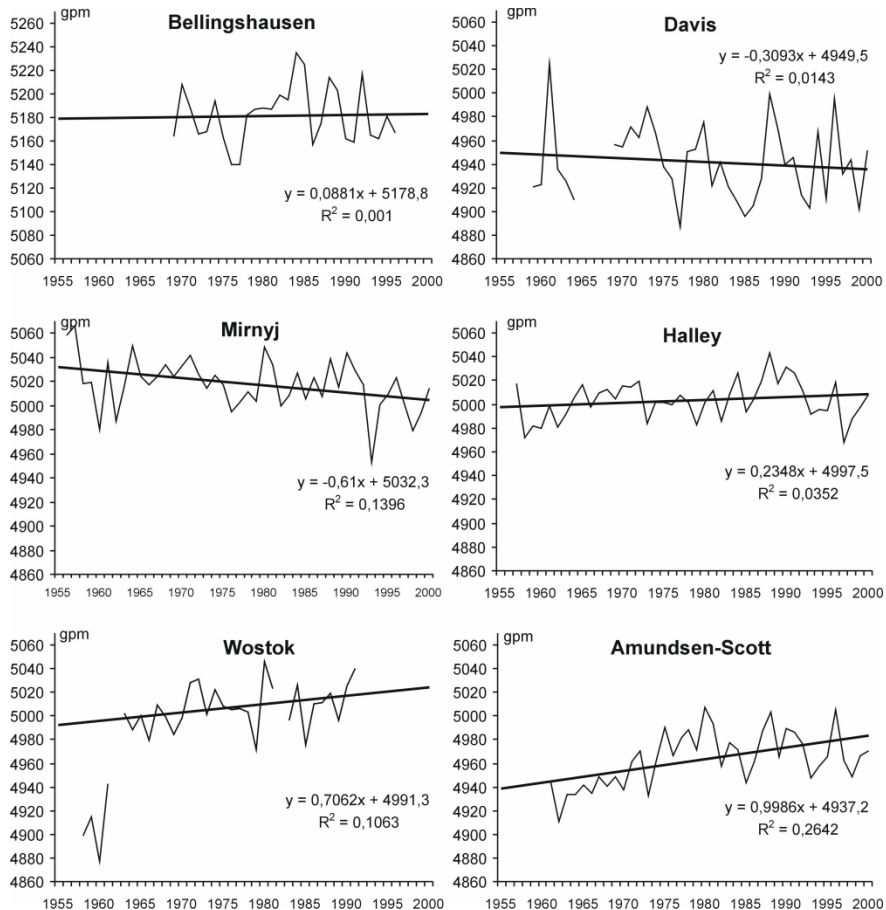 gpm
Bellingshausen
5260
5240
5220
5200
5180
5160
5140
5120
5100
5080
5060
y = 0,0881x + 5178,8
R² = 0,001
1955 1960 1965 1970 1975 1980 1985 1990 1995 2000
gpm
Davis
5060
5040
5020
5000
4980
4960
4940
4920
4900
4880
4860
y = -0,3093x + 4949,5
R² = 0,0143
1955 1960 1965 1970 1975 1980 1985 1990 1995 2000
gpm
Mirnyj
5060
5040
5020
5000
4980
4960
4940
4920
4900
4880
4860
y = -0,61x + 5032,3
R² = 0,1396
1955 1960 1965 1970 1975 1980 1985 1990 1995 2000
gpm
Halley
5060
5040
5020
5000
4980
4960
4940
4920
4900
4880
4860
y = 0,2348x + 4997,5
R² = 0,0352
1955 1960 1965 1970 1975 1980 1985 1990 1995 2000
gpm
Wostok
5060
5040
5020
5000
4980
4960
4940
4920
4900
4880
4860
y = 0,7062x + 4991,3
R² = 0,1063
1955 1960 1965 1970 1975 1980 1985 1990 1995 2000
gpm
Amundsen-Scott
5060
5040
5020
5000
4980
4960
4940
4920
4900
4880
4860
y = 0,9986x + 4937,2
R² = 0,2642
1955 1960 1965 1970 1975 1980 1985 1990 1995 2000